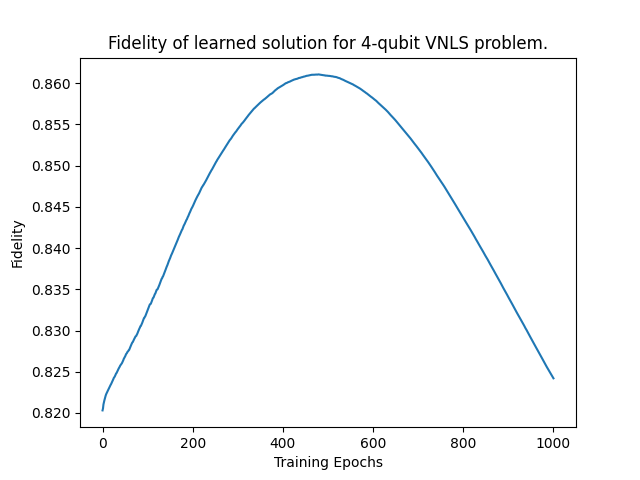 Fidelity of learned solution for 4-qubit VNLS problem.
0.860
0.855
0.850
0.845
0.840
0.835
0.830
0.825
0.820
Fidelity
0 200 400 600 800 1000
Training Epochs